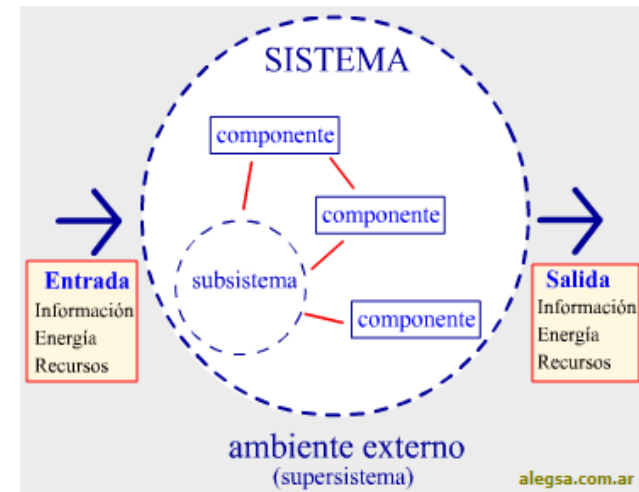 SISTEMA
componente
componente
subsistema
componente
Entrada
Información
Energía
Recursos
Salida
Información
Energía
Recursos
ambiente externo
(supersistema)
alegsa.com.ar